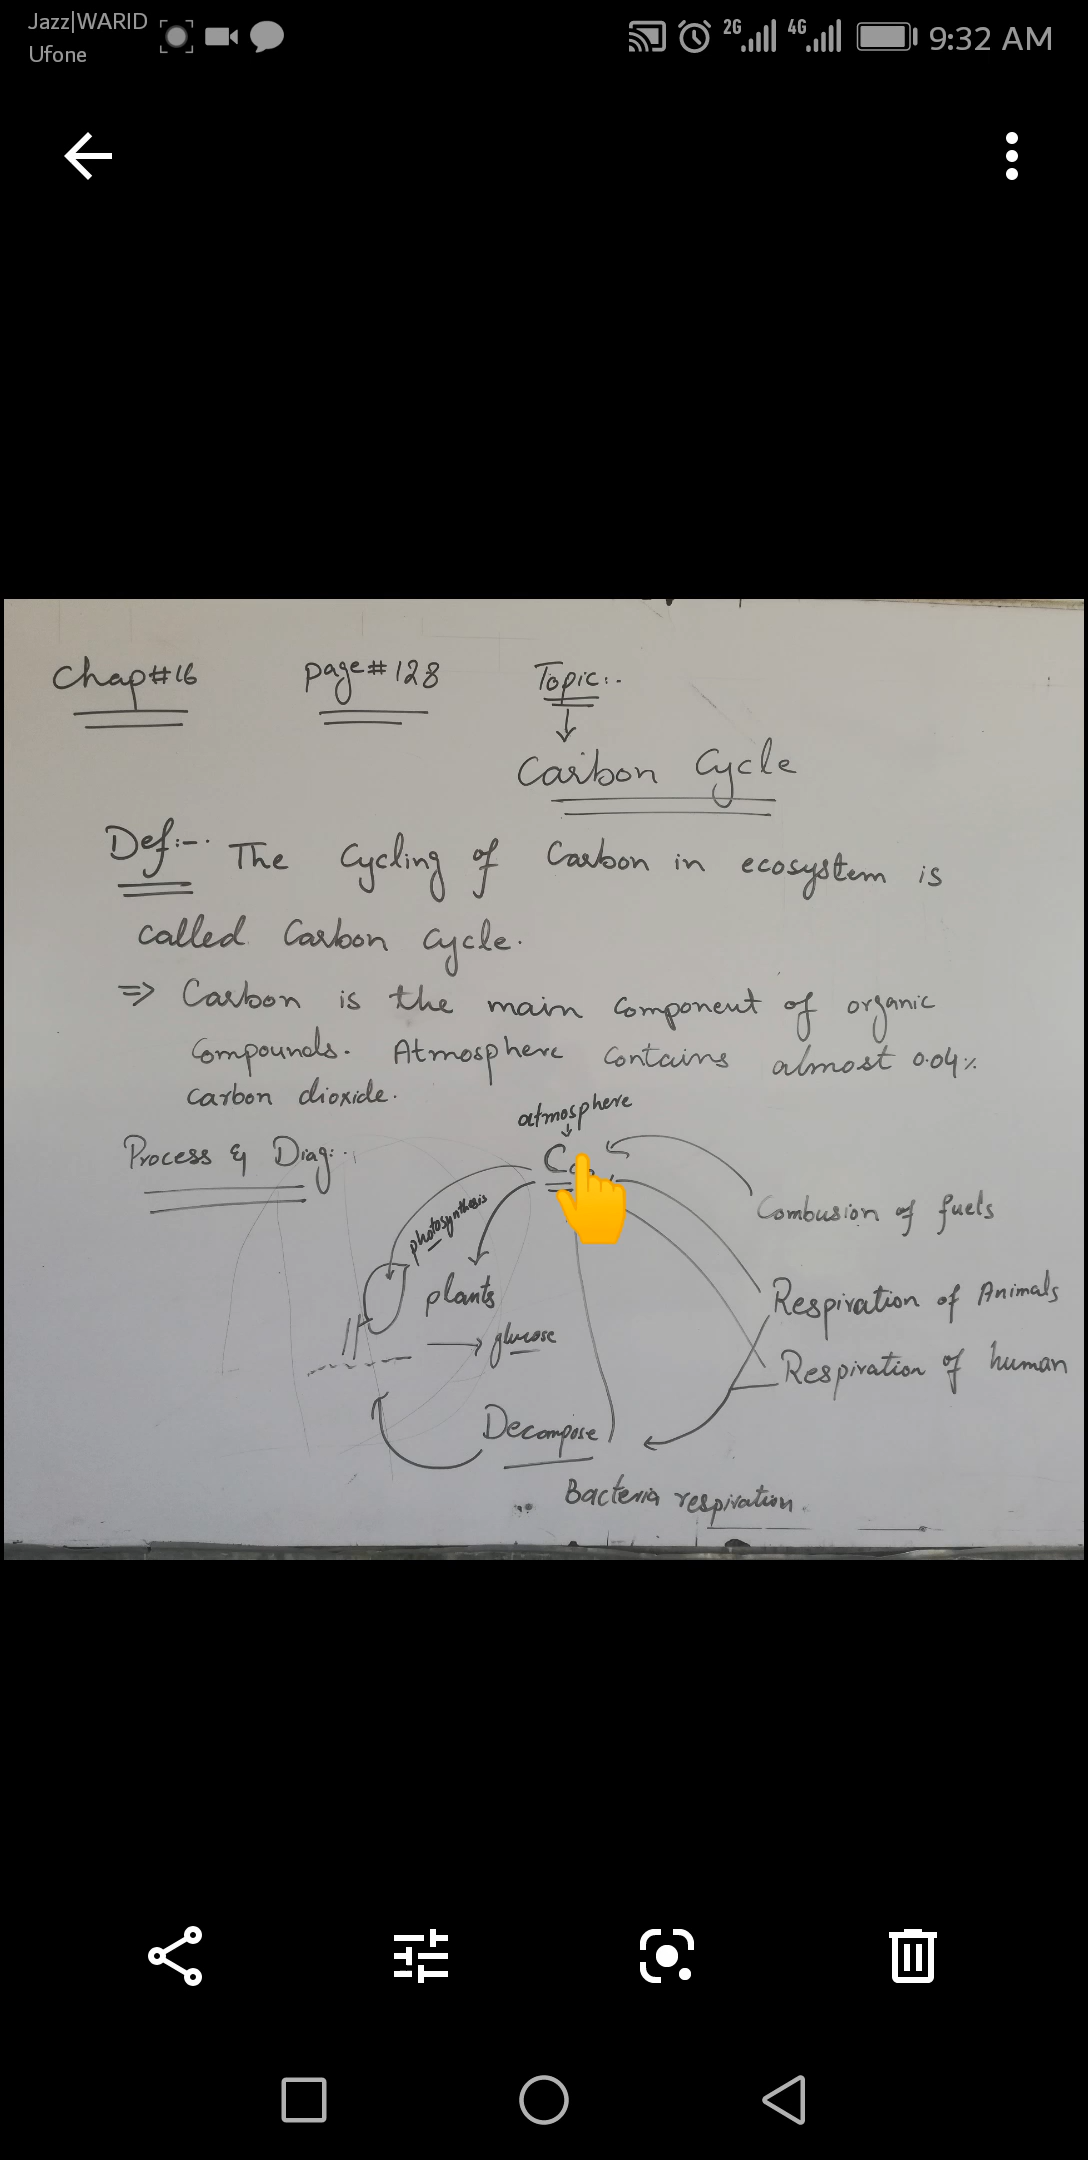 Jazz|WARID
Ufone
2G 4G 9:32 AM
Chap#16 page#128 Topic:.
Carbon Cycle
Def:-. The Cycling of Carbon in ecosystem is
called Carbon Cycle.
⇒ Carbon is the main component of organic
Compounds. Atmosphere contains almost 0.04%
carbon dioxide.
Process & Diag:.
atmosphere
photosynthesis
plants
→ glucose
Combusion of fuels
Respiration of Animals
Respiration of human
Decompose
Bacteria respiration.